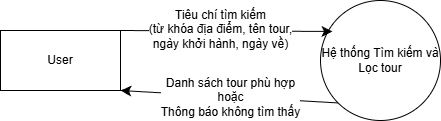 Tiêu chí tìm kiếm
(từ khóa địa điểm, tên tour,
ngày khởi hành, ngày về)
User
Hệ thống Tìm kiếm và
Lọc tour
Danh sách tour phù hợp
hoặc
Thông báo không tìm thấy